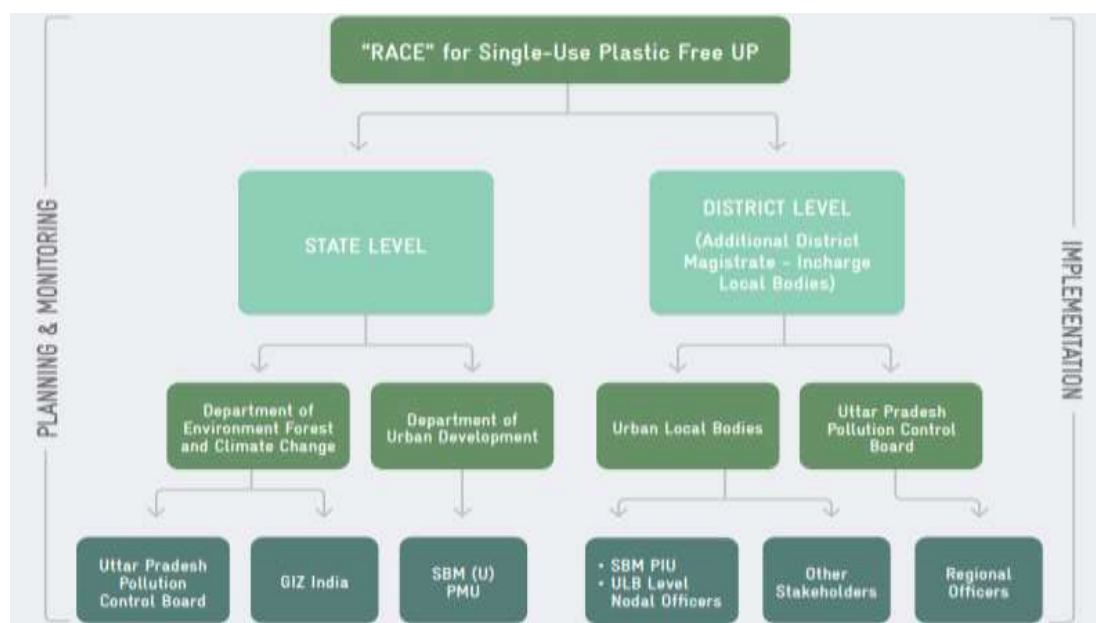 "RACE" for Single-Use Plastic Free UP
PLANNING & MONITORING
STATE LEVEL
DISTRICT LEVEL
(Additional District
Magistrate - Incharge
Local Bodies)
IMPLEMENTATION
Department of
Environment Forest
and Climate Change
Department of
Urban Development
Urban Local Bodies
Uttar Pradesh
Pollution Control
Board
Uttar Pradesh
Pollution
Control Board
GIZ India
SBM (U)
PMU
• SBM PIU
• ULB Level
Nodal Officers
Other
Stakeholders
Regional
Officers